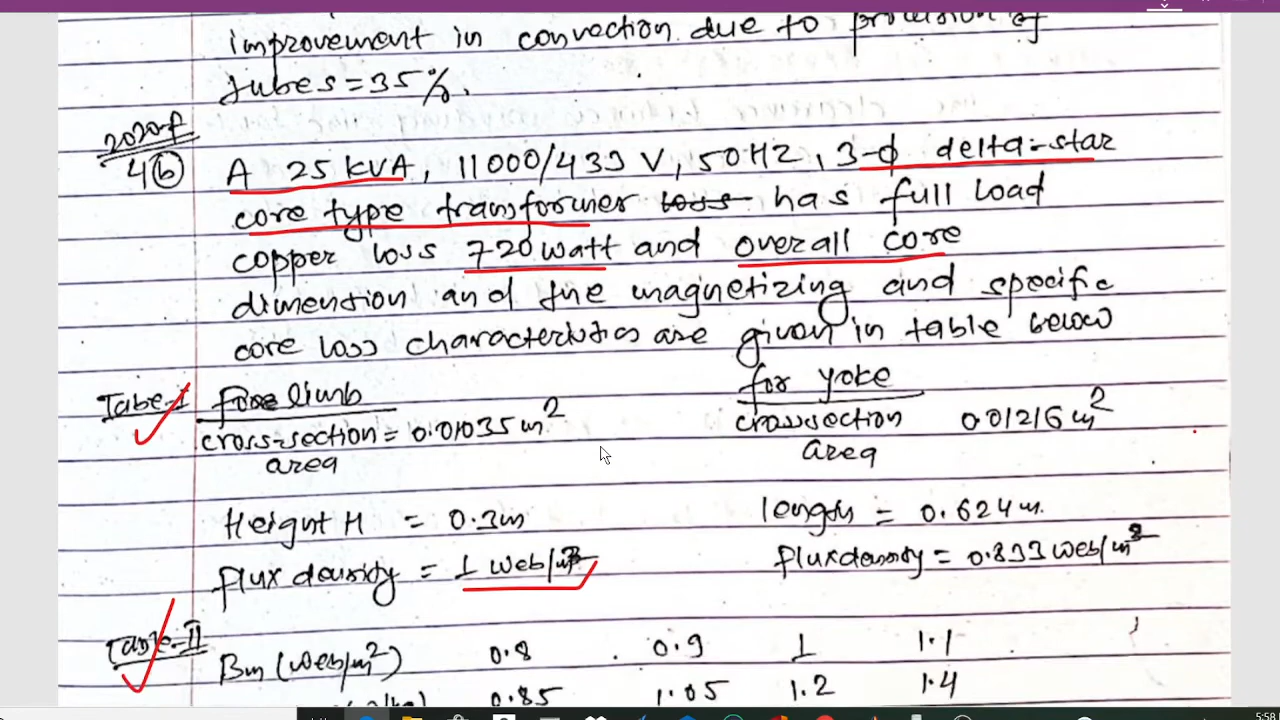 improvement in convection due to provision of
tubes = 35%.
2020-f
4(b) A 25 kVA, 11000/433 V, 50HZ, 3-Φ delta-star
core type transformer loss has full load
copper loss 720 watt and overall core
dimention and the magnetizing and specific
core loss characteristics are given in table below
Table-I
For limb
for yoke
cross-section area = 0.01035 m²
crossection area 0.01216 m²
Height H = 0.3m
length = 0.624m.
flux density = 1 web/m²
flux density = 0.833 web/m²
Table-II
Bm (web/m²) 0.8 0.9 1 1.1
0.85 1.05 1.2 1.4
5:50